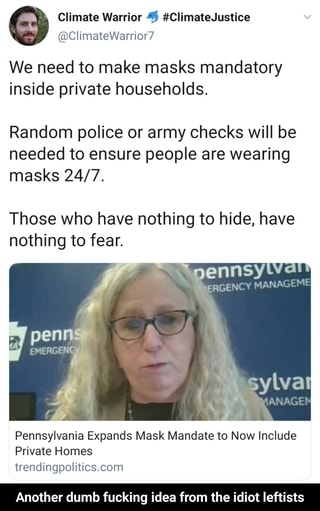 Climate Warrior #ClimateJustice
@ClimateWarrior7
We need to make masks mandatory
inside private households.
Random police or army checks will be
needed to ensure people are wearing
masks 24/7.
Those who have nothing to hide, have
nothing to fear.
pennsylvan
ERGENCY MANAGEME
penns
EMERGENC
sylvan
MANAGEM
Pennsylvania Expands Mask Mandate to Now Include
Private Homes
trendingpolitics.com
Another dumb fucking idea from the idiot leftists